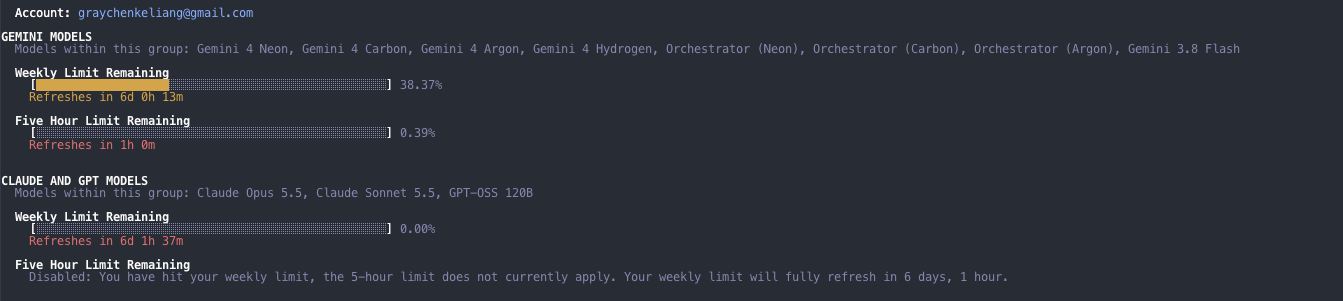 Account: graychenkeliang@gmail.com
GEMINI MODELS
Models within this group: Gemini 4 Neon, Gemini 4 Carbon, Gemini 4 Argon, Gemini 4 Hydrogen, Orchestrator (Neon), Orchestrator (Carbon), Orchestrator (Argon), Gemini 3.8 Flash
Weekly Limit Remaining
[ ] 38.37%
Refreshes in 6d 0h 13m
Five Hour Limit Remaining
[ ] 0.39%
Refreshes in 1h 0m
CLAUDE AND GPT MODELS
Models within this group: Claude Opus 5.5, Claude Sonnet 5.5, GPT-OSS 120B
Weekly Limit Remaining
[ ] 0.00%
Refreshes in 6d 1h 37m
Five Hour Limit Remaining
Disabled: You have hit your weekly limit, the 5-hour limit does not currently apply. Your weekly limit will fully refresh in 6 days, 1 hour.